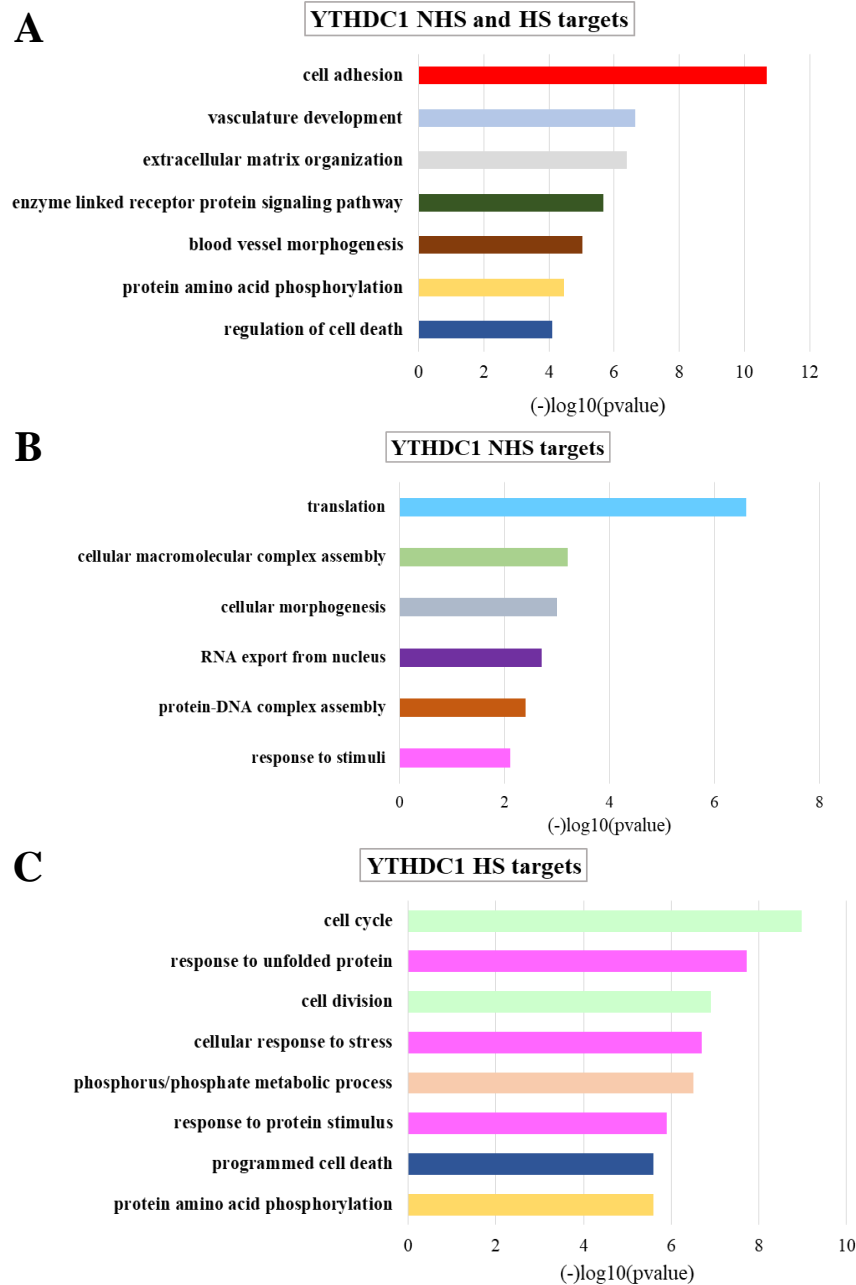 A
YTHDC1 NHS and HS targets
cell adhesion
vasculature development
extracellular matrix organization
enzyme linked receptor protein signaling pathway
blood vessel morphogenesis
protein amino acid phosphorylation
regulation of cell death
0 2 4 6 8 10 12
(-)log10(pvalue)
B
YTHDC1 NHS targets
translation
cellular macromolecular complex assembly
cellular morphogenesis
RNA export from nucleus
protein-DNA complex assembly
response to stimuli
0 2 4 6 8
(-)log10(pvalue)
C
YTHDC1 HS targets
cell cycle
response to unfolded protein
cell division
cellular response to stress
phosphorus/phosphate metabolic process
response to protein stimulus
programmed cell death
protein amino acid phosphorylation
0 2 4 6 8 10
(-)log10(pvalue)